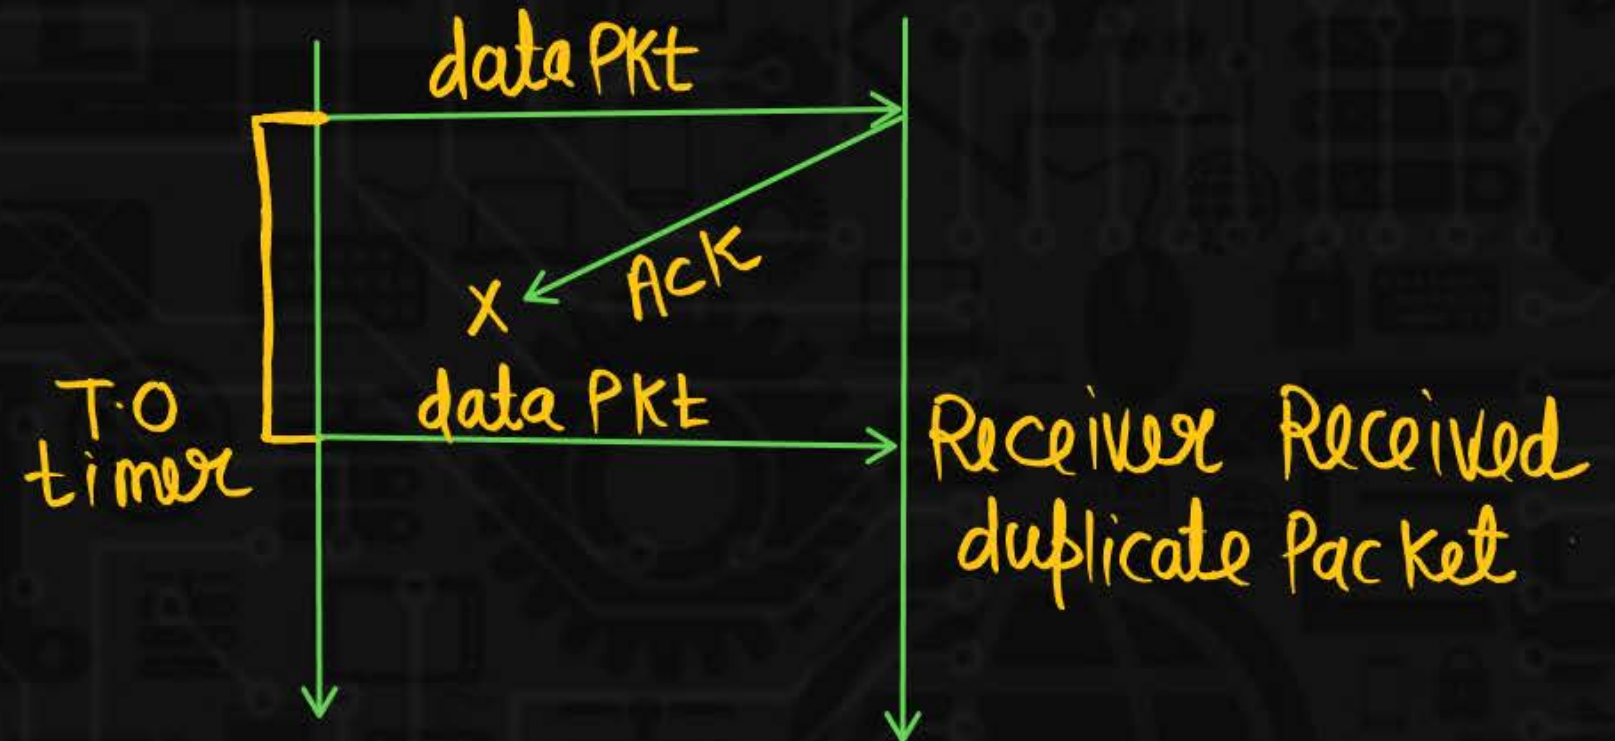 data PKt
Ack
X
data PKt
T.O
timer
Receiver Received
duplicate Packet